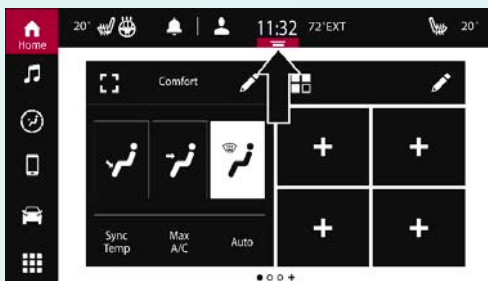 20° 11:32 72°EXT 20°
Home
Comfort
Sync
Temp
Max
A/C
Auto